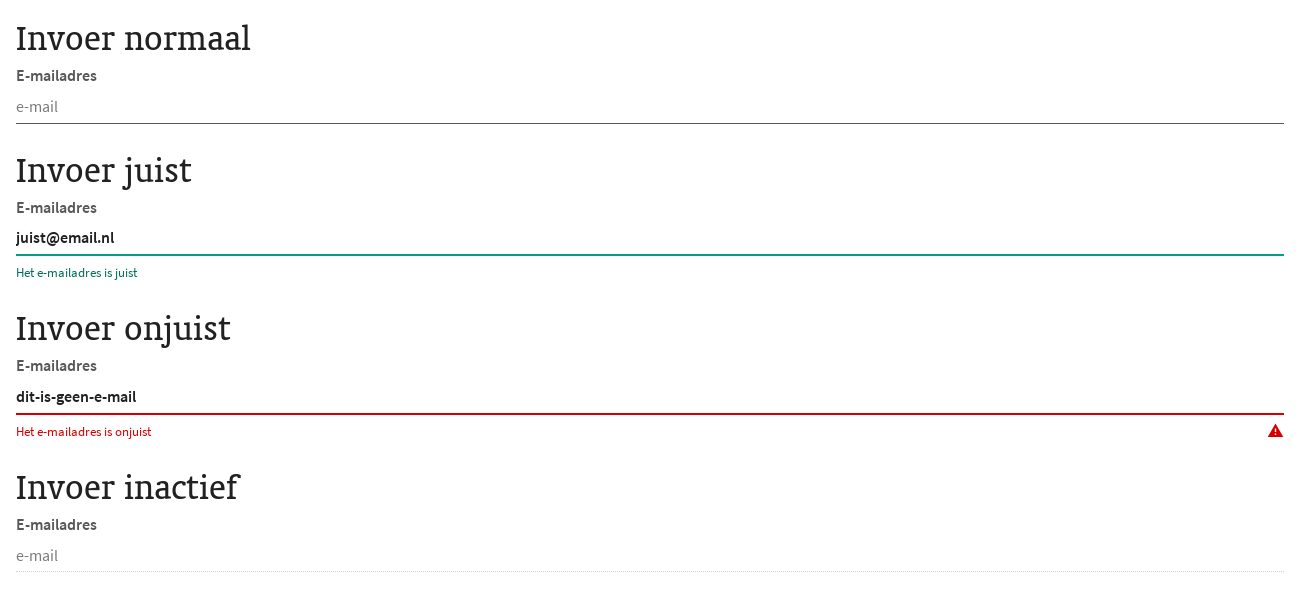 Invoer normaal
E-mailadres
e-mail
Invoer juist
E-mailadres
juist@email.nl
Het e-mailadres is juist
Invoer onjuist
E-mailadres
dit-is-geen-e-mail
Het e-mailadres is onjuist
Invoer inactief
E-mailadres
e-mail